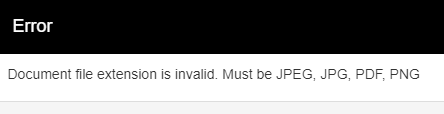 Error
Document file extension is invalid. Must be JPEG, JPG, PDF, PNG